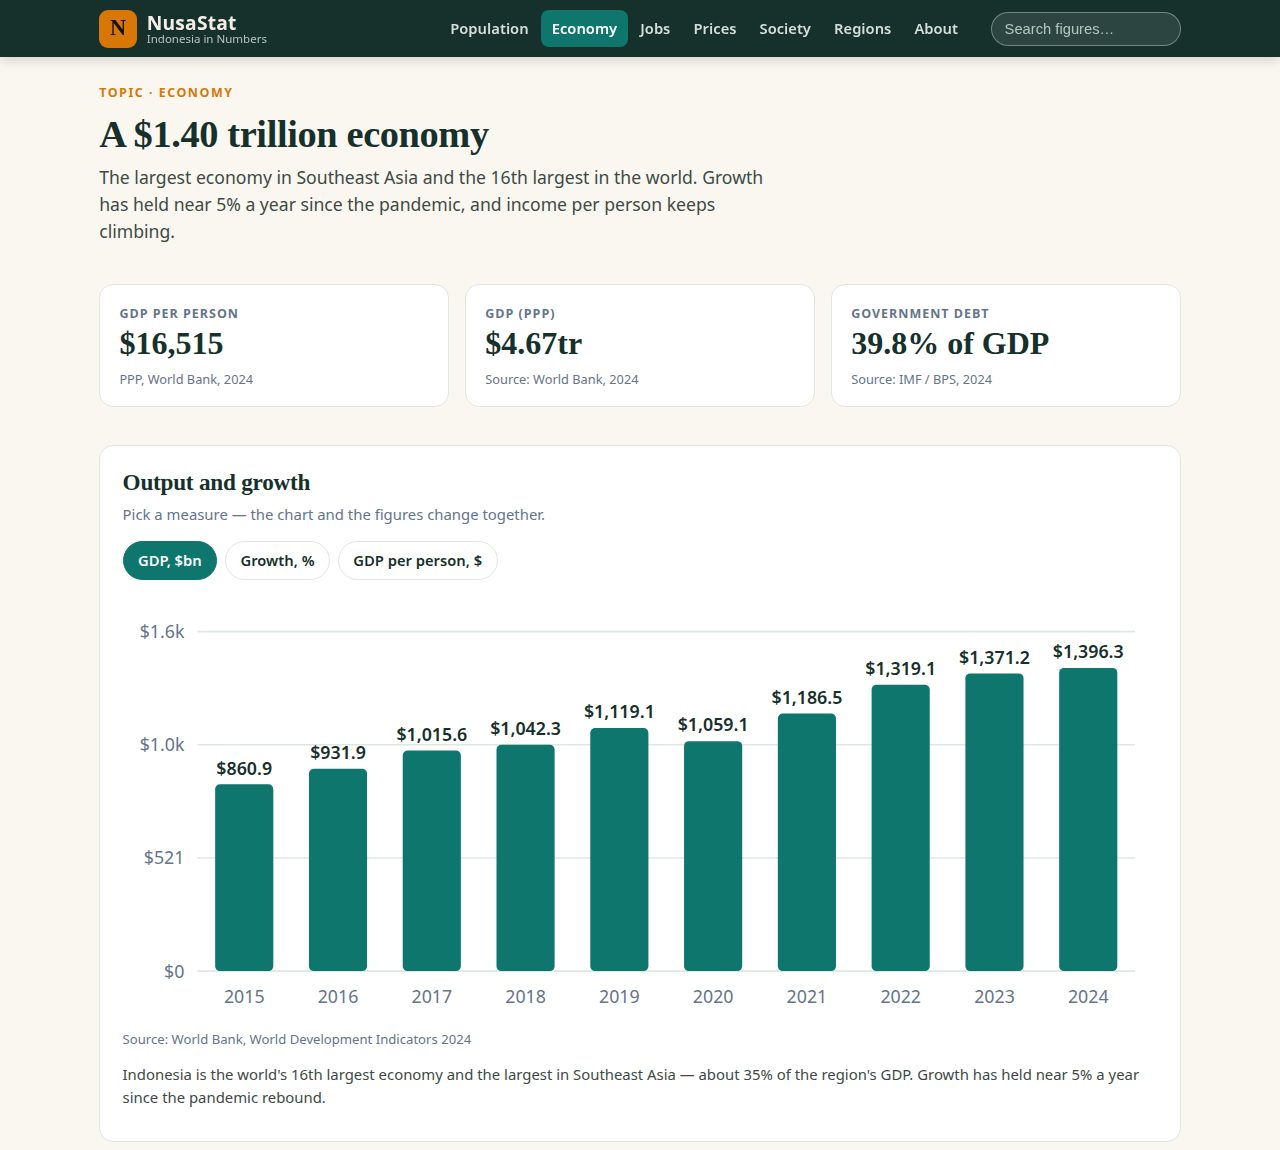 N
NusaStat
Indonesia in Numbers
Population Economy Jobs Prices Society Regions About
Search figures…
TOPIC · ECONOMY
A $1.40 trillion economy
The largest economy in Southeast Asia and the 16th largest in the world. Growth
has held near 5% a year since the pandemic, and income per person keeps
climbing.
GDP PER PERSON
$16,515
PPP, World Bank, 2024
GDP (PPP)
$4.67tr
Source: World Bank, 2024
GOVERNMENT DEBT
39.8% of GDP
Source: IMF / BPS, 2024
Output and growth
Pick a measure — the chart and the figures change together.
GDP, $bn Growth, % GDP per person, $
$1.6k
$1.0k
$521
$0
$860.9 $931.9 $1,015.6 $1,042.3 $1,119.1 $1,059.1 $1,186.5 $1,319.1 $1,371.2 $1,396.3
2015 2016 2017 2018 2019 2020 2021 2022 2023 2024
Source: World Bank, World Development Indicators 2024
Indonesia is the world's 16th largest economy and the largest in Southeast Asia — about 35% of the region's GDP. Growth has held near 5% a year
since the pandemic rebound.